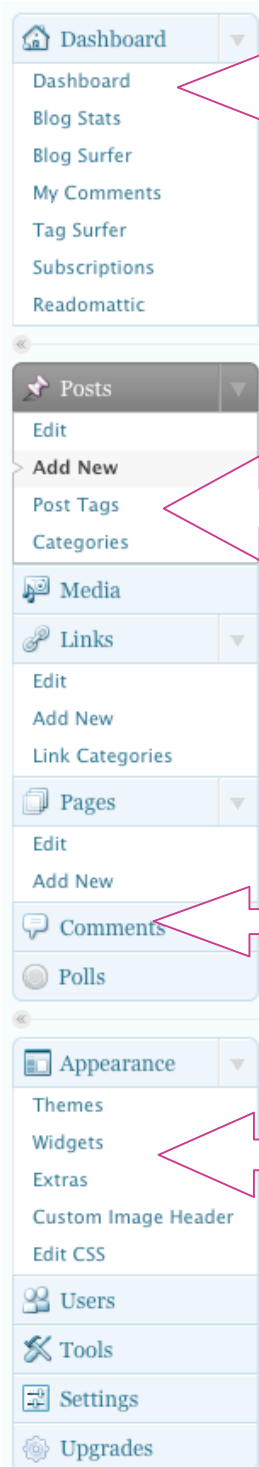 Dashboard
Dashboard
Blog Stats
Blog Surfer
My Comments
Tag Surfer
Subscriptions
Readomattic
Posts
Edit
Add New
Post Tags
Categories
Media
Links
Edit
Add New
Link Categories
Pages
Edit
Add New
Comments
Polls
Appearance
Themes
Widgets
Extras
Custom Image Header
Edit CSS
Users
Tools
Settings
Upgrades